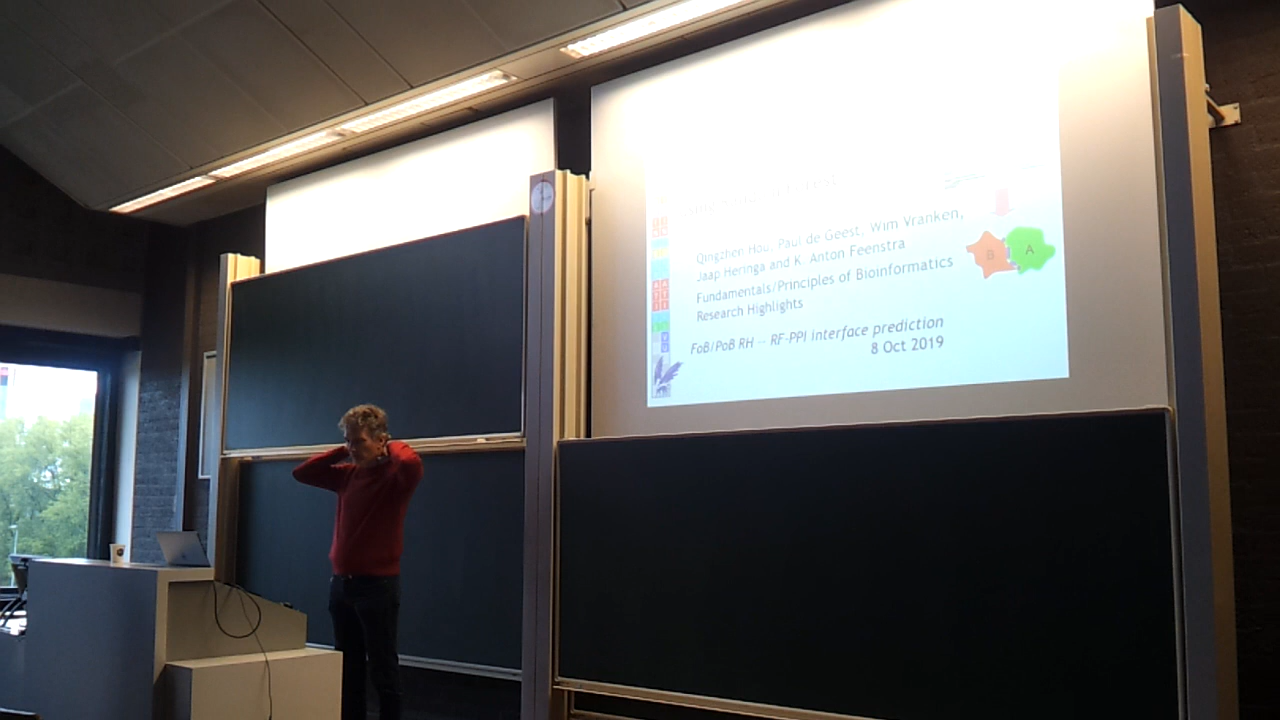 Qingzhen Hou, Paul de Geest, Wim Vranken,
Jaap Heringa and K. Anton Feenstra
Fundamentals/Principles of Bioinformatics
Research Highlights
B A
FoB/PoB RH — RF-PPI interface prediction
8 Oct 2019